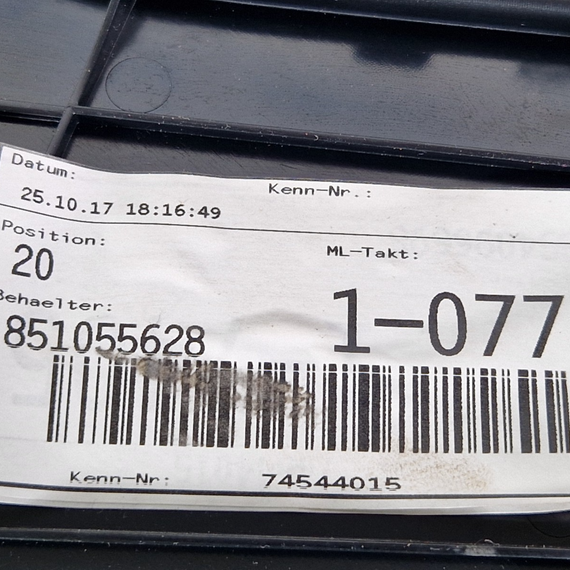 Datum:
Kenn-Nr.:
25.10.17 18:16:49
Position:
ML-Takt:
20
1-077
Behaelter:
851055628
Kenn-Nr: 74544015